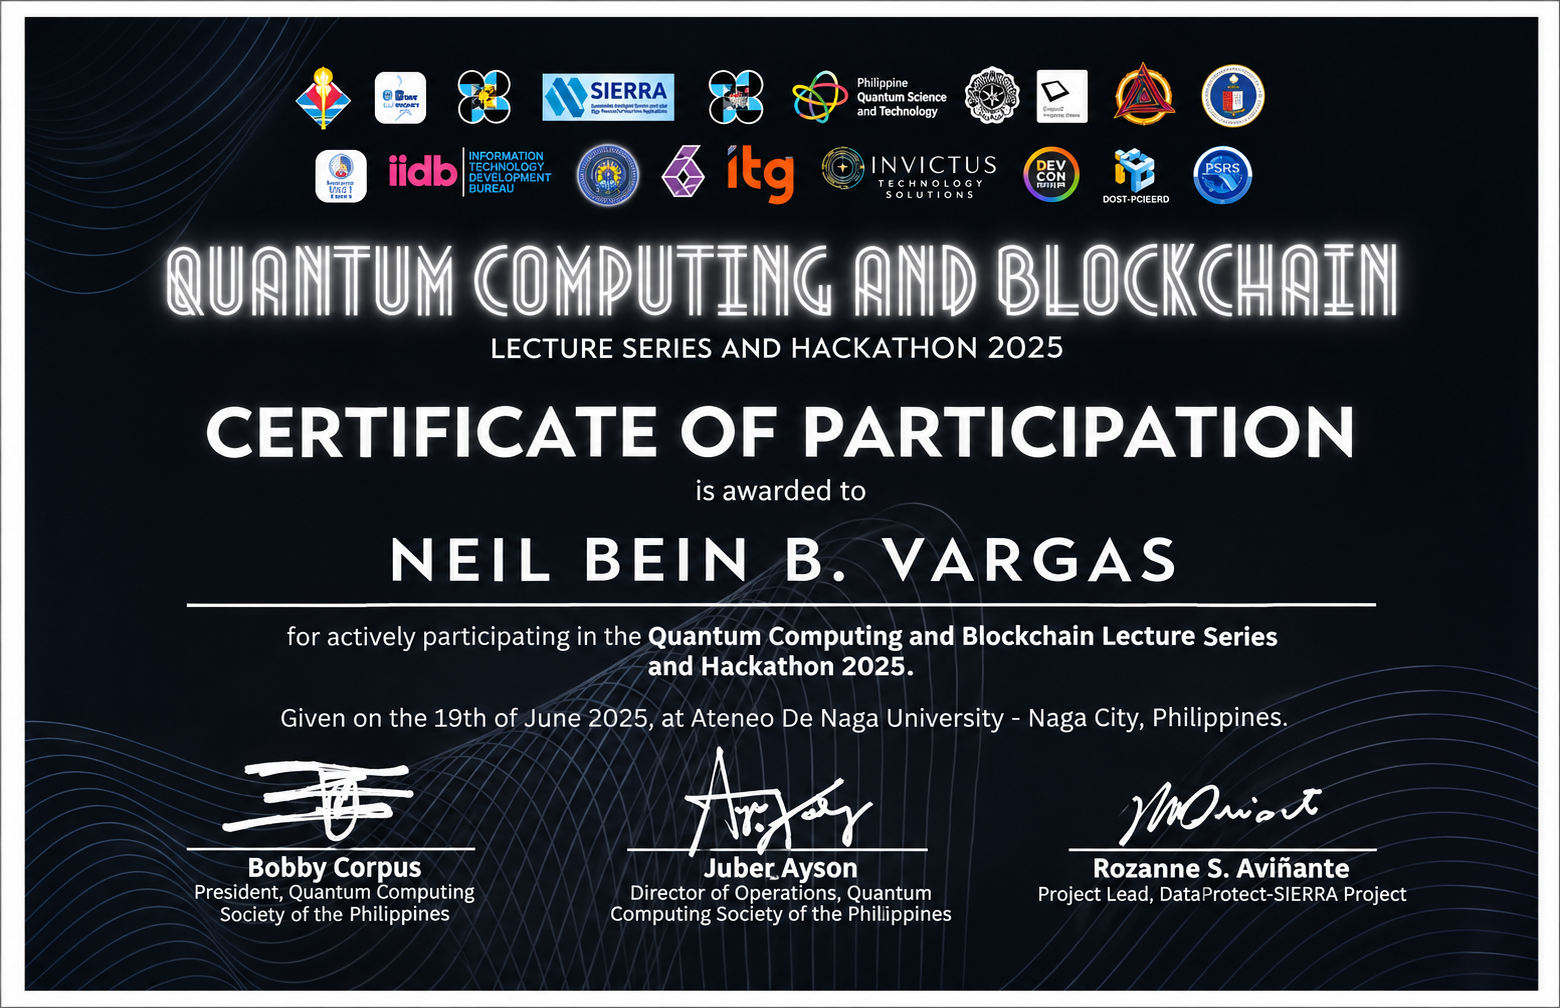 SIERRA
Philippine
Quantum Science
and Technology
iidb
INFORMATION
TECHNOLOGY
DEVELOPMENT
BUREAU
itg
INVICTUS
TECHNOLOGY
SOLUTIONS
DEV
CON
DOST-PCIEERD
PSRS
QUANTUM COMPUTING AND BLOCKCHAIN
LECTURE SERIES AND HACKATHON 2025
CERTIFICATE OF PARTICIPATION
is awarded to
NEIL BEIN B. VARGAS
for actively participating in the Quantum Computing and Blockchain Lecture Series
and Hackathon 2025.
Given on the 19th of June 2025, at Ateneo De Naga University - Naga City, Philippines.
Bobby Corpus
President, Quantum Computing
Society of the Philippines
Juber Ayson
Director of Operations, Quantum
Computing Society of the Philippines
Rozanne S. Aviñante
Project Lead, DataProtect-SIERRA Project